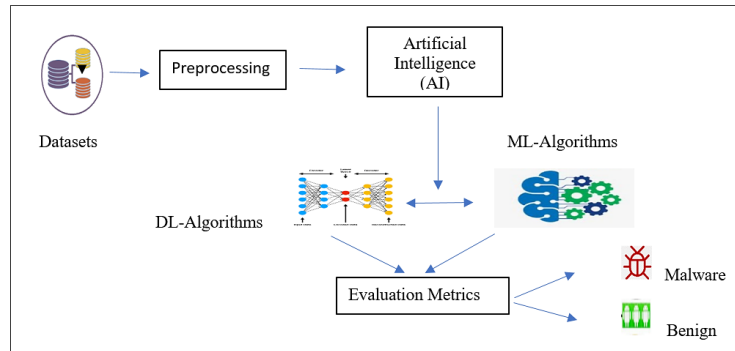 Artificial
Intelligence
(AI)
Preprocessing
Datasets
ML-Algorithms
DL-Algorithms
Evaluation Metrics
Malware
Benign